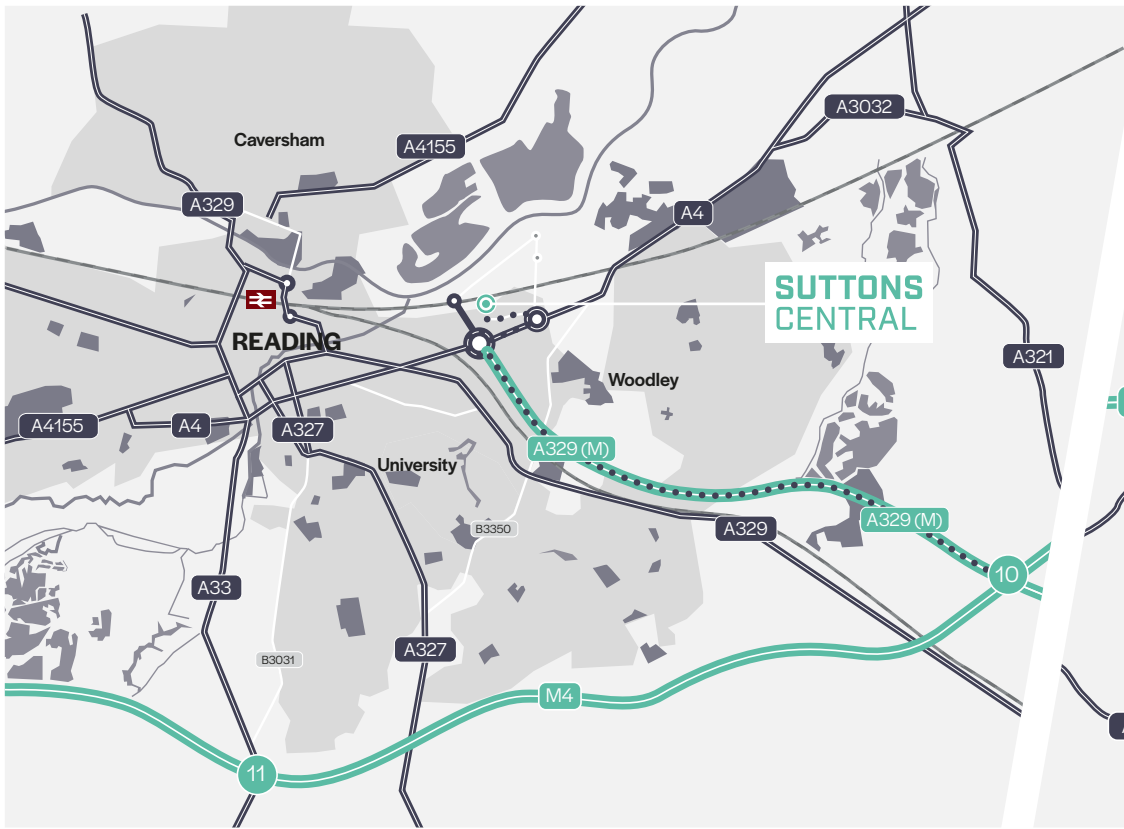 A3032
Caversham
A4155
A329
A4
SUTTONS
CENTRAL
READING
A321
Woodley
A4155
A4
A327
A329 (M)
University
A329 (M)
B3350
A329
10
A33
A327
B3031
M4
11